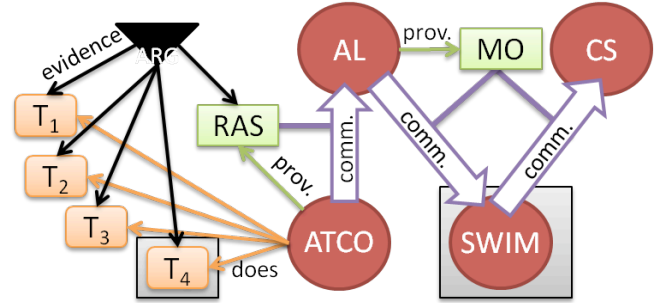 evidence
ARG
AL
prov.
MO
CS
T1
RAS
comm.
comm.
comm.
T2
prov.
T3
ATCO
SWIM
T4
does